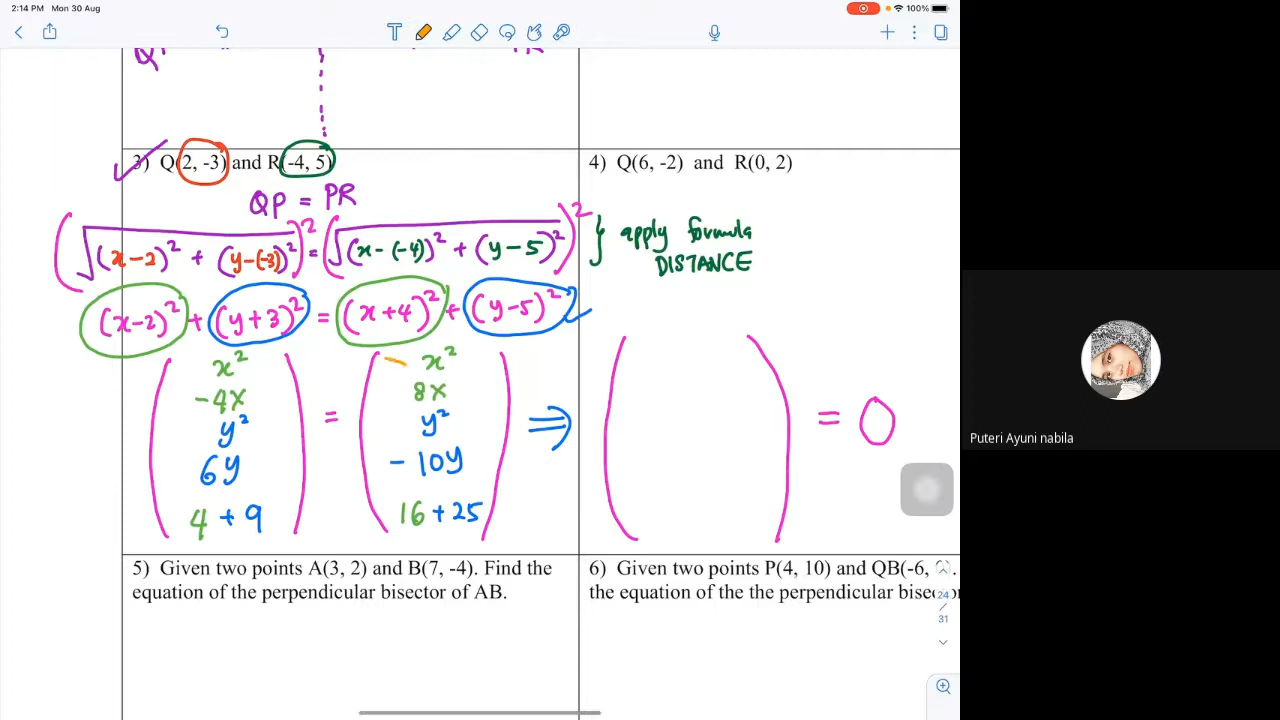 2:14 PM Mon 30 Aug
100%
T
3) Q(2, -3) and R(-4, 5)
4) Q(6, -2) and R(0, 2)
QP = PR
(√(x-2)² + (y-(-3))²)² = (√(x-(-4))² + (y-5)²)² } apply formula
DISTANCE
(x-2)² + (y+3)² = (x+4)² + (y-5)²
x²
-4x
y²
6y
4 + 9
=
- x²
8x
y²
- 10y
16 + 25
⇒
( ) = 0
5) Given two points A(3, 2) and B(7, -4). Find the
equation of the perpendicular bisector of AB.
6) Given two points P(4, 10) and QB(-6,
the equation of the the perpendicular
24
/
31
Puteri Ayuni nabila